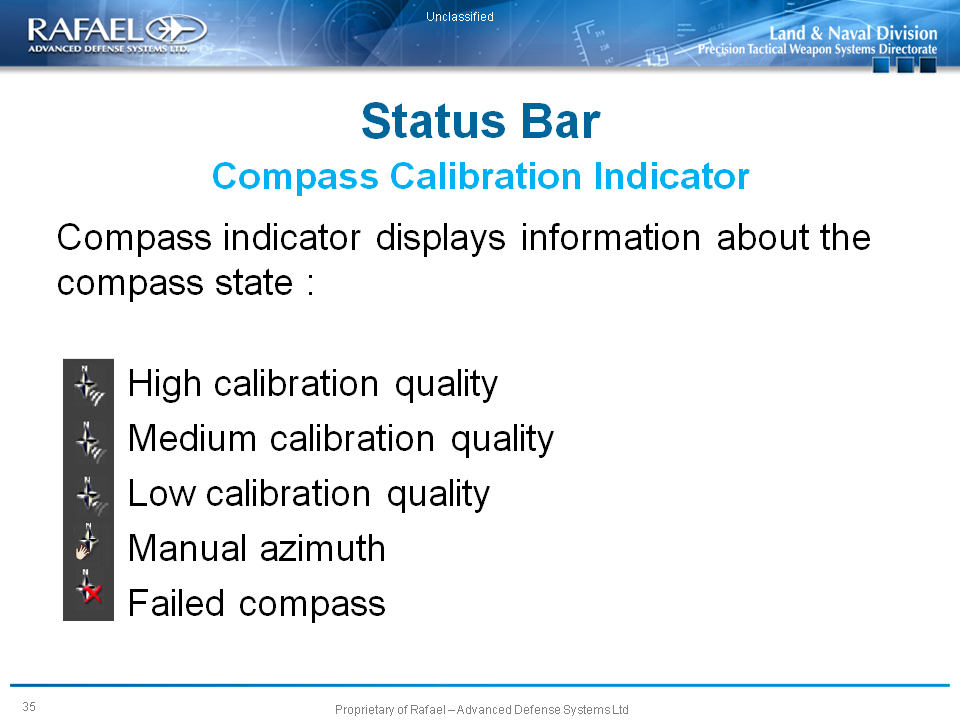 Unclassified
RAFAEL
ADVANCED DEFENSE SYSTEMS LTD.
Land & Naval Division
Precision Tactical Weapon Systems Directorate
Status Bar
Compass Calibration Indicator
Compass indicator displays information about the
compass state :
N High calibration quality
N Medium calibration quality
N Low calibration quality
N Manual azimuth
N Failed compass
35
Proprietary of Rafael – Advanced Defense Systems Ltd